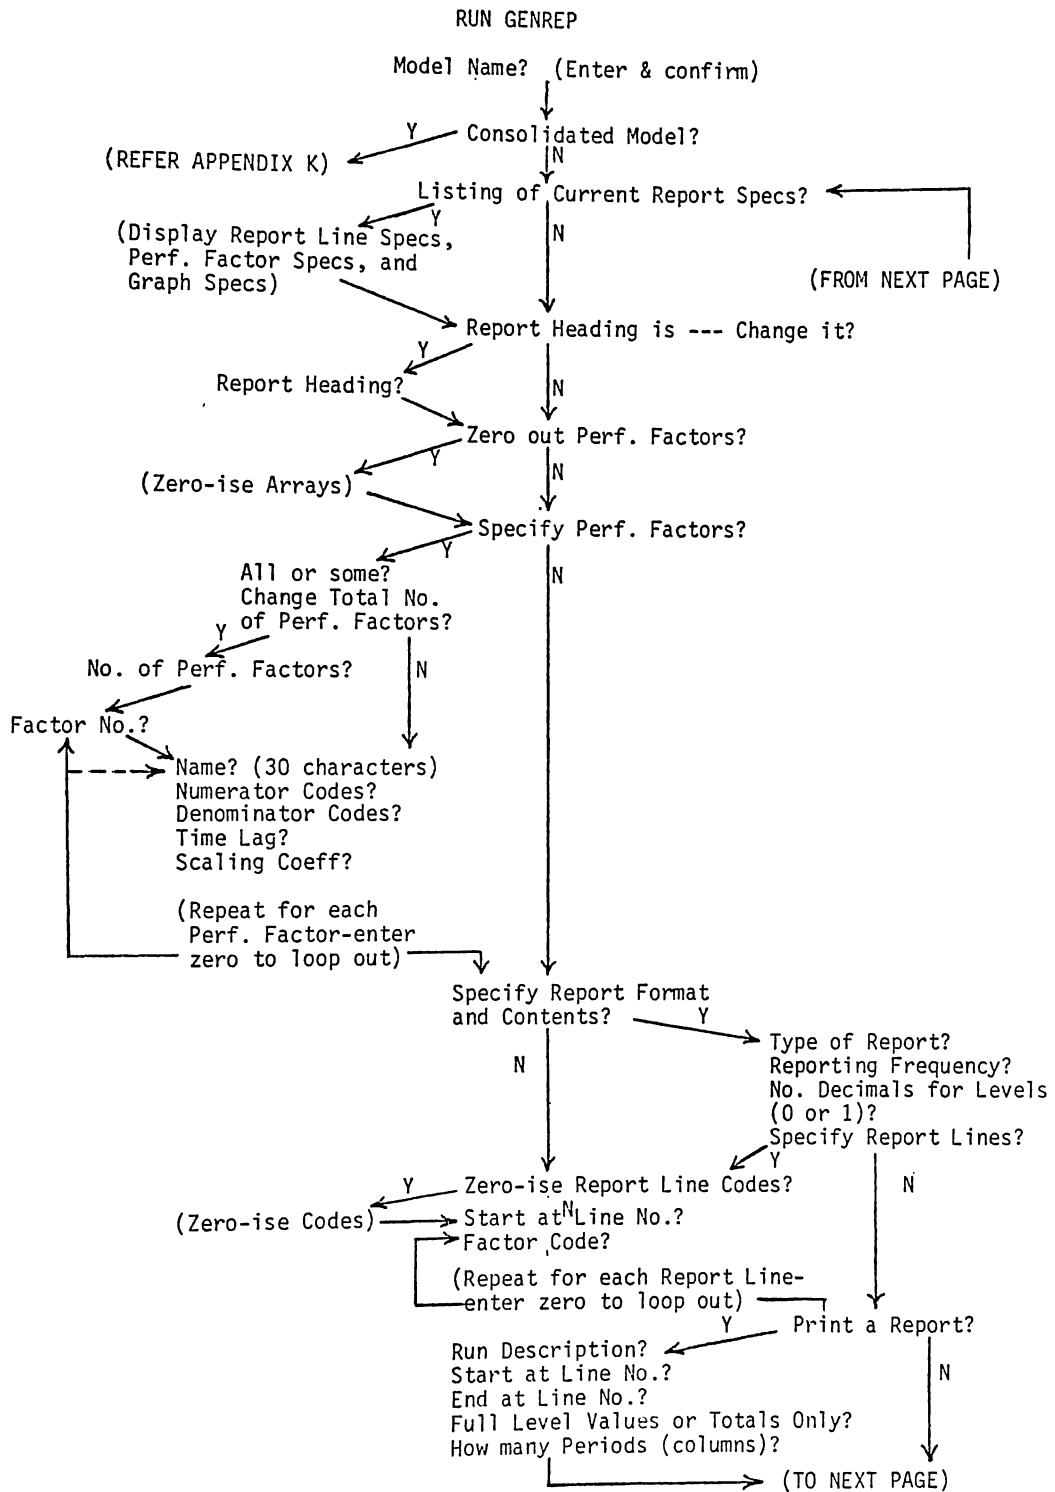 RUN GENREP
Model Name? (Enter & confirm)
Y
Consolidated Model?
(REFER APPENDIX K)
N
Listing of Current Report Specs?
Y
N
(Display Report Line Specs,
Perf. Factor Specs, and
Graph Specs)
(FROM NEXT PAGE)
Report Heading is --- Change it?
Y
Report Heading?
N
Zero out Perf. Factors?
Y
N
(Zero-ise Arrays)
Specify Perf. Factors?
Y
N
All or some?
Change Total No.
of Perf. Factors?
Y
N
No. of Perf. Factors?
Factor No.?
Name? (30 characters)
Numerator Codes?
Denominator Codes?
Time Lag?
Scaling Coeff?
(Repeat for each
Perf. Factor-enter
zero to loop out)
Specify Report Format
and Contents?
Y
N
Type of Report?
Reporting Frequency?
No. Decimals for Levels
(0 or 1)?
Specify Report Lines?
Y
N
Zero-ise Report Line Codes?
Y
N
(Zero-ise Codes)
Start at Line No.?
Factor Code?
(Repeat for each Report Line-
enter zero to loop out)
Print a Report?
Y
N
Run Description?
Start at Line No.?
End at Line No.?
Full Level Values or Totals Only?
How many Periods (columns)?
(TO NEXT PAGE)